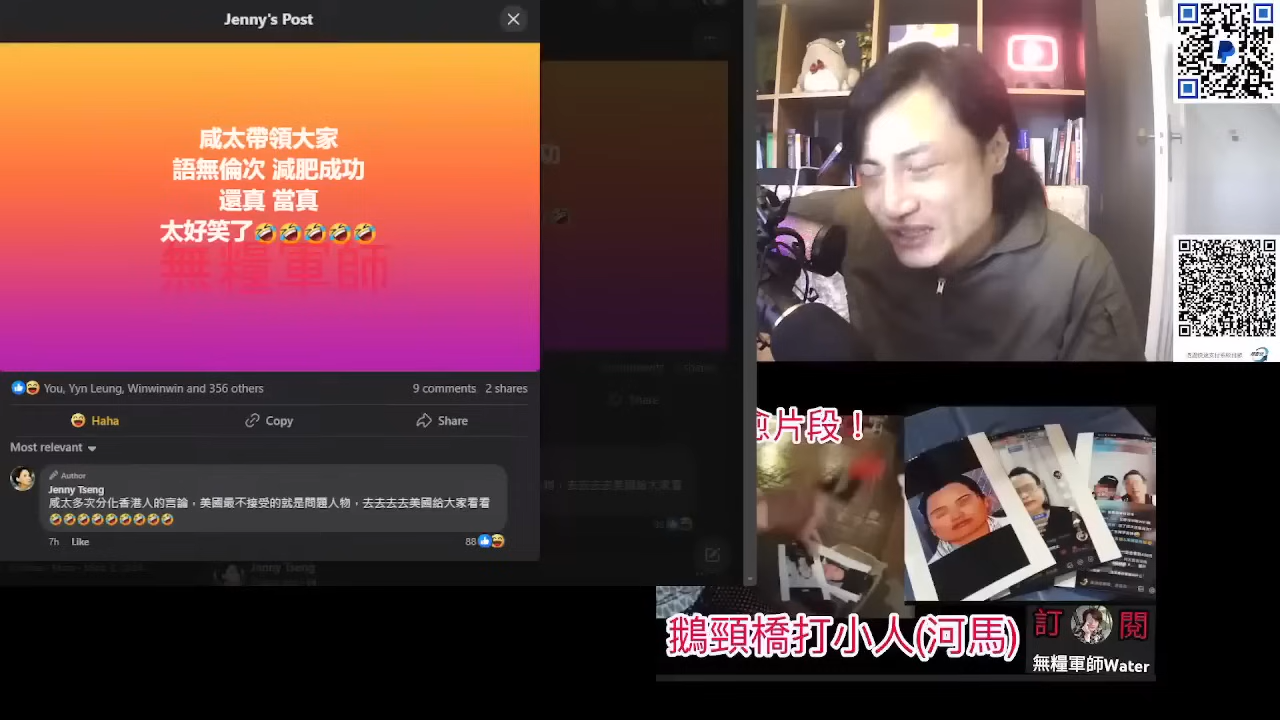 Jenny's Post
咸太帶領大家
語無倫次 減肥成功
還真 當真
太好笑了🤣🤣🤣🤣🤣
無糧軍師
You, Yyn Leung, Winwinwin and 356 others
9 comments 2 shares
Haha
Copy
Share
Most relevant
Author
Jenny Tseng
咸太多次分化香港人的言論，美國最不接受的就是問題人物，去去去去美國給大家看看
🤣🤣🤣🤣🤣🤣🤣🤣🤣
7h Like
88
Share
Jenny Tseng
片段！
鵝頸橋打小人(河馬)
訂閱
無糧軍師Water